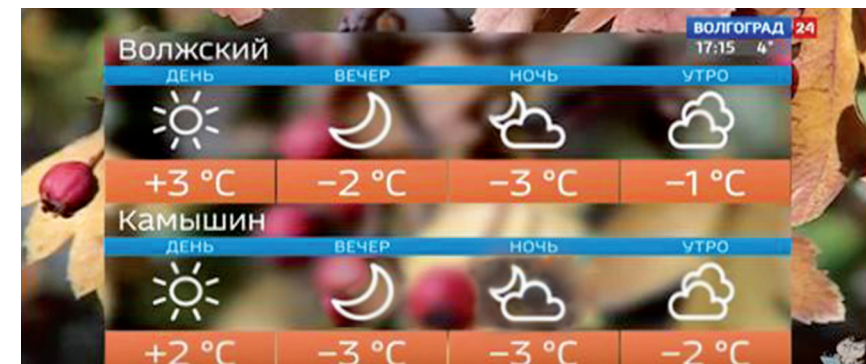 ВОЛГОГРАД 24
17:15 4°
Волжский
ДЕНЬ ВЕЧЕР НОЧЬ УТРО
+3 °C −2 °C −3 °C −1 °C
Камышин
ДЕНЬ ВЕЧЕР НОЧЬ УТРО
+2 °C −3 °C −3 °C −2 °C